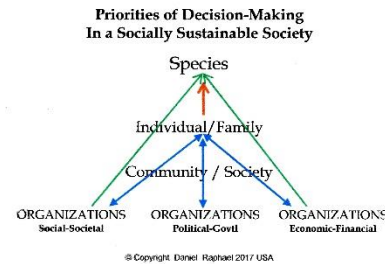 Priorities of Decision-Making
In a Socially Sustainable Society
Species
Individual/Family
Community / Society
ORGANIZATIONS ORGANIZATIONS ORGANIZATIONS
Social-Societal Political-Govtl Economic-Financial
© Copyright Daniel Raphael 2017 USA